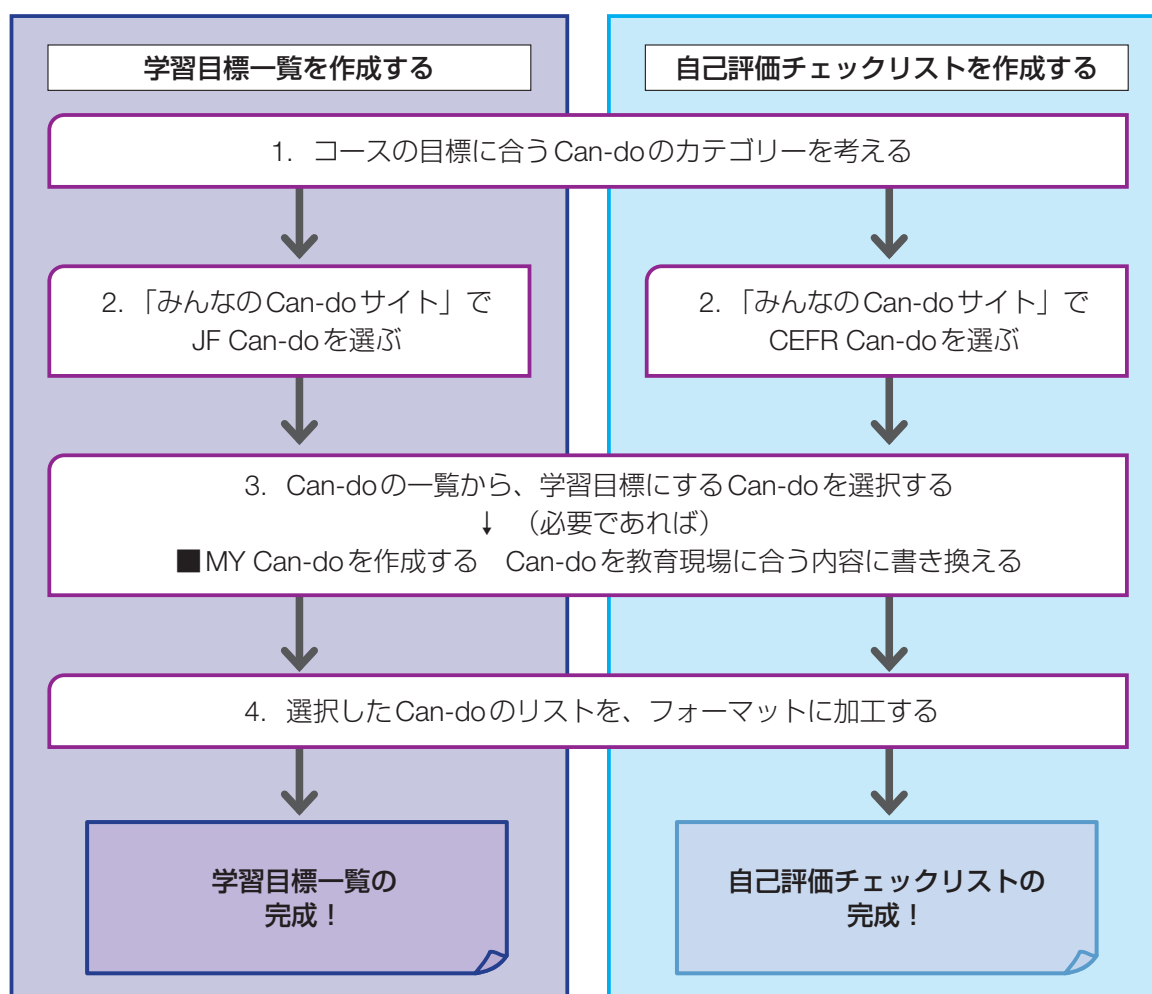 学習目標一覧を作成する
自己評価チェックリストを作成する
1. コースの目標に合うCan-doのカテゴリーを考える
2. 「みんなのCan-doサイト」で
JF Can-doを選ぶ
2. 「みんなのCan-doサイト」で
CEFR Can-doを選ぶ
3. Can-doの一覧から、学習目標にするCan-doを選択する
↓ （必要であれば）
■MY Can-doを作成する　Can-doを教育現場に合う内容に書き換える
4. 選択したCan-doのリストを、フォーマットに加工する
学習目標一覧の
完成！
自己評価チェックリストの
完成！